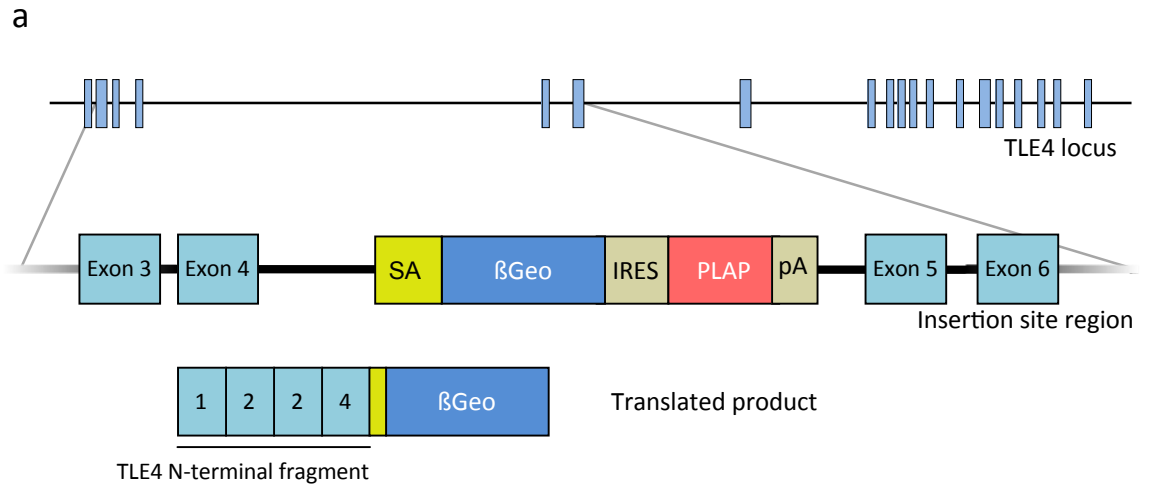 a
TLE4 locus
Exon 3 Exon 4 SA ßGeo IRES PLAP pA Exon 5 Exon 6
Insertion site region
1 2 2 4 ßGeo Translated product
TLE4 N-terminal fragment